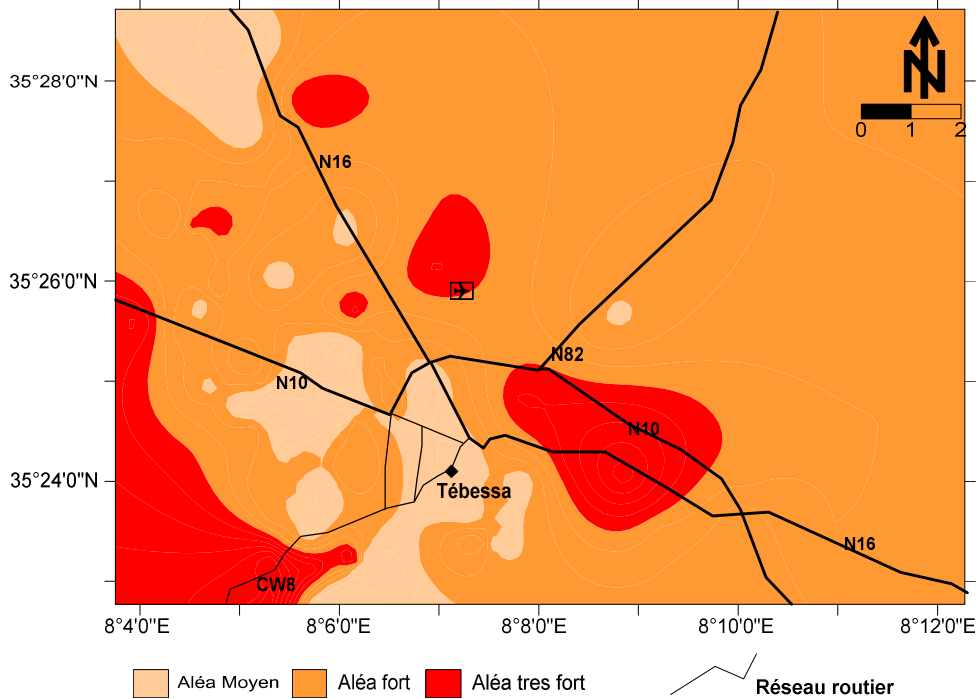 N
35°28'0"N
0 1 2
N16
35°26'0"N
N82
N10
N10
35°24'0"N
Tébessa
N16
CW8
8°4'0"E 8°6'0"E 8°8'0"E 8°10'0"E 8°12'0"E
Aléa Moyen Aléa fort Aléa tres fort Réseau routier